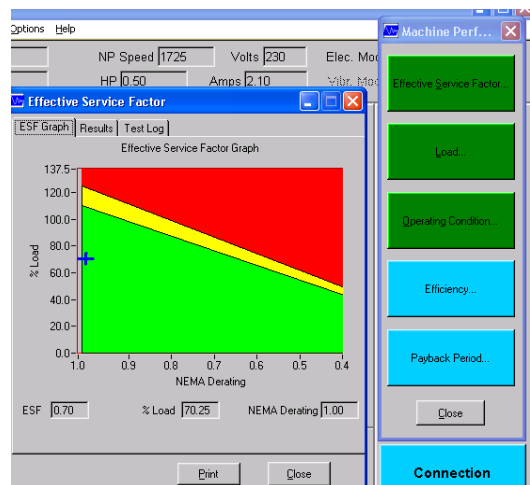 Options Help
Machine Perf...
NP Speed 1725 Volts 230 Elec. Mod
HP 0.50 Amps 2.10 Vibr. Mod
Effective Service Factor
ESF Graph Results Test Log
Effective Service Factor Graph
137.5
120.0
100.0
80.0
60.0
40.0
20.0
0.0
% Load
1.0 0.9 0.8 0.7 0.6 0.5 0.4
NEMA Derating
ESF 0.70 % Load 70.25 NEMA Derating 1.00
Print Close
Effective Service Factor...
Load...
Operating Condition...
Efficiency...
Payback Period...
Close
Connection